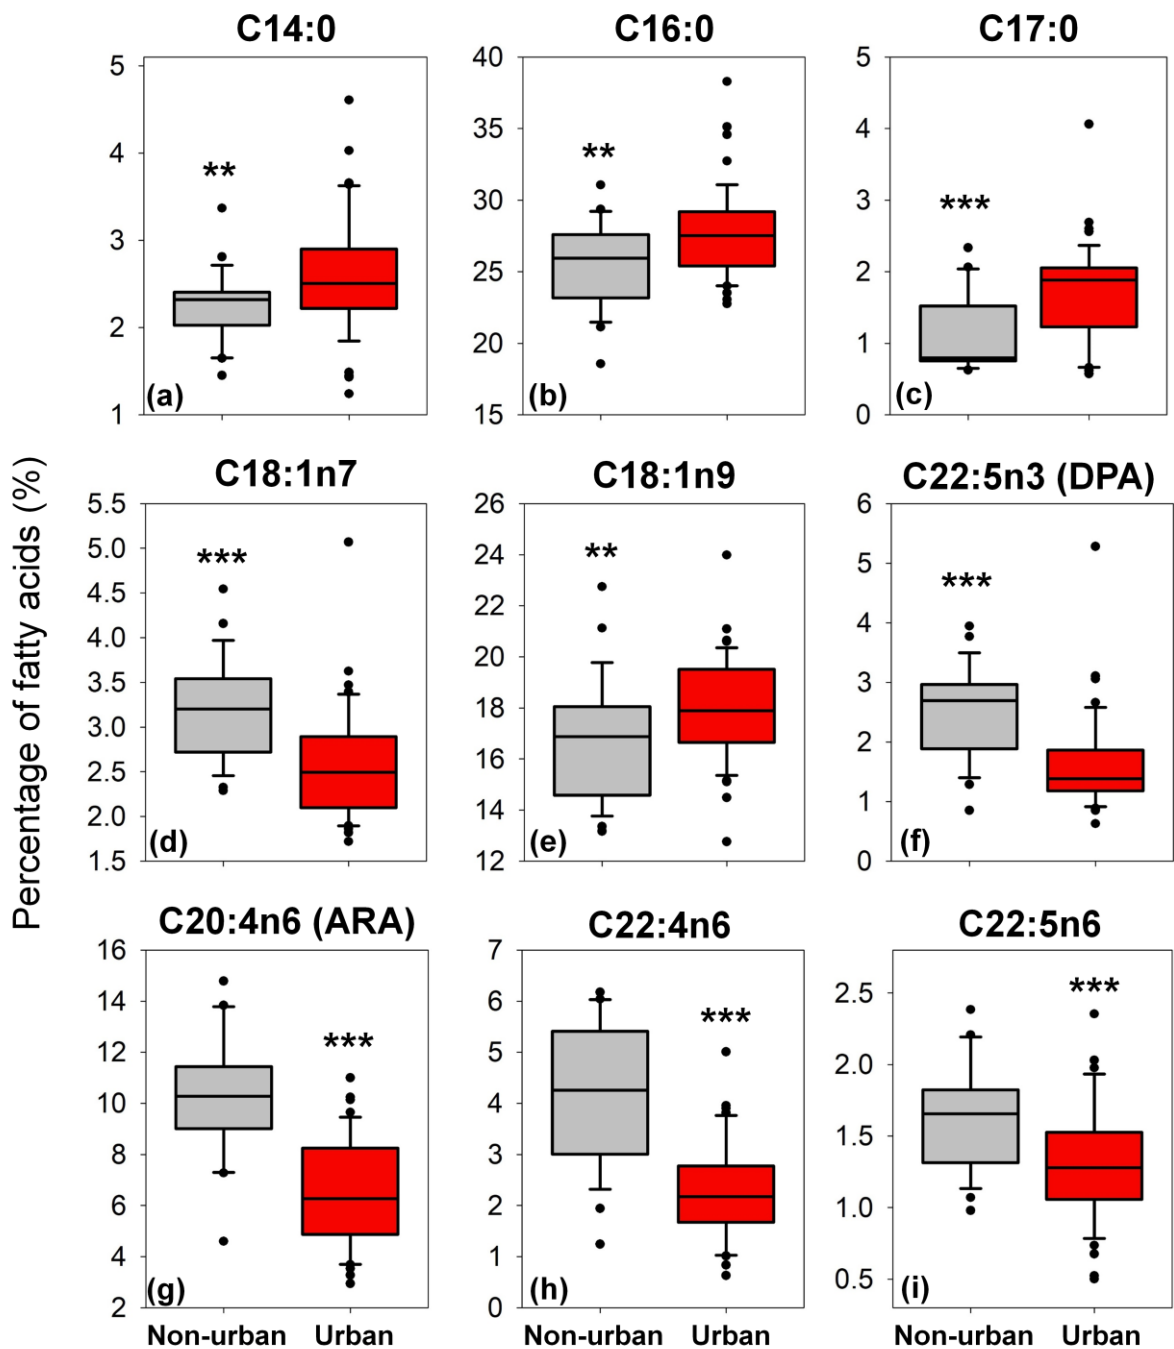 C14:0 C16:0 C17:0
5 40 5
4 35 4
** ** ***
30 3
3 25 2
2 20 1
1 (a) 15 (b) 0 (c)
Percentage of fatty acids (%)
C18:1n7 C18:1n9 C22:5n3 (DPA)
5.5 26 6
5.0 24 5
*** ** ***
4.5 22 4
4.0 20
3.5 3
3.0 18 2
2.5 16
2.0 14 1
1.5 (d) 12 (e) 0 (f)
C20:4n6 (ARA) C22:4n6 C22:5n6
16 7
14 6 2.5
*** *** ***
12 5 2.0
10 4
8 3 1.5
6 2 1.0
4 1 0.5
2 (g) 0 (h) (i)
Non-urban Urban Non-urban Urban Non-urban Urban